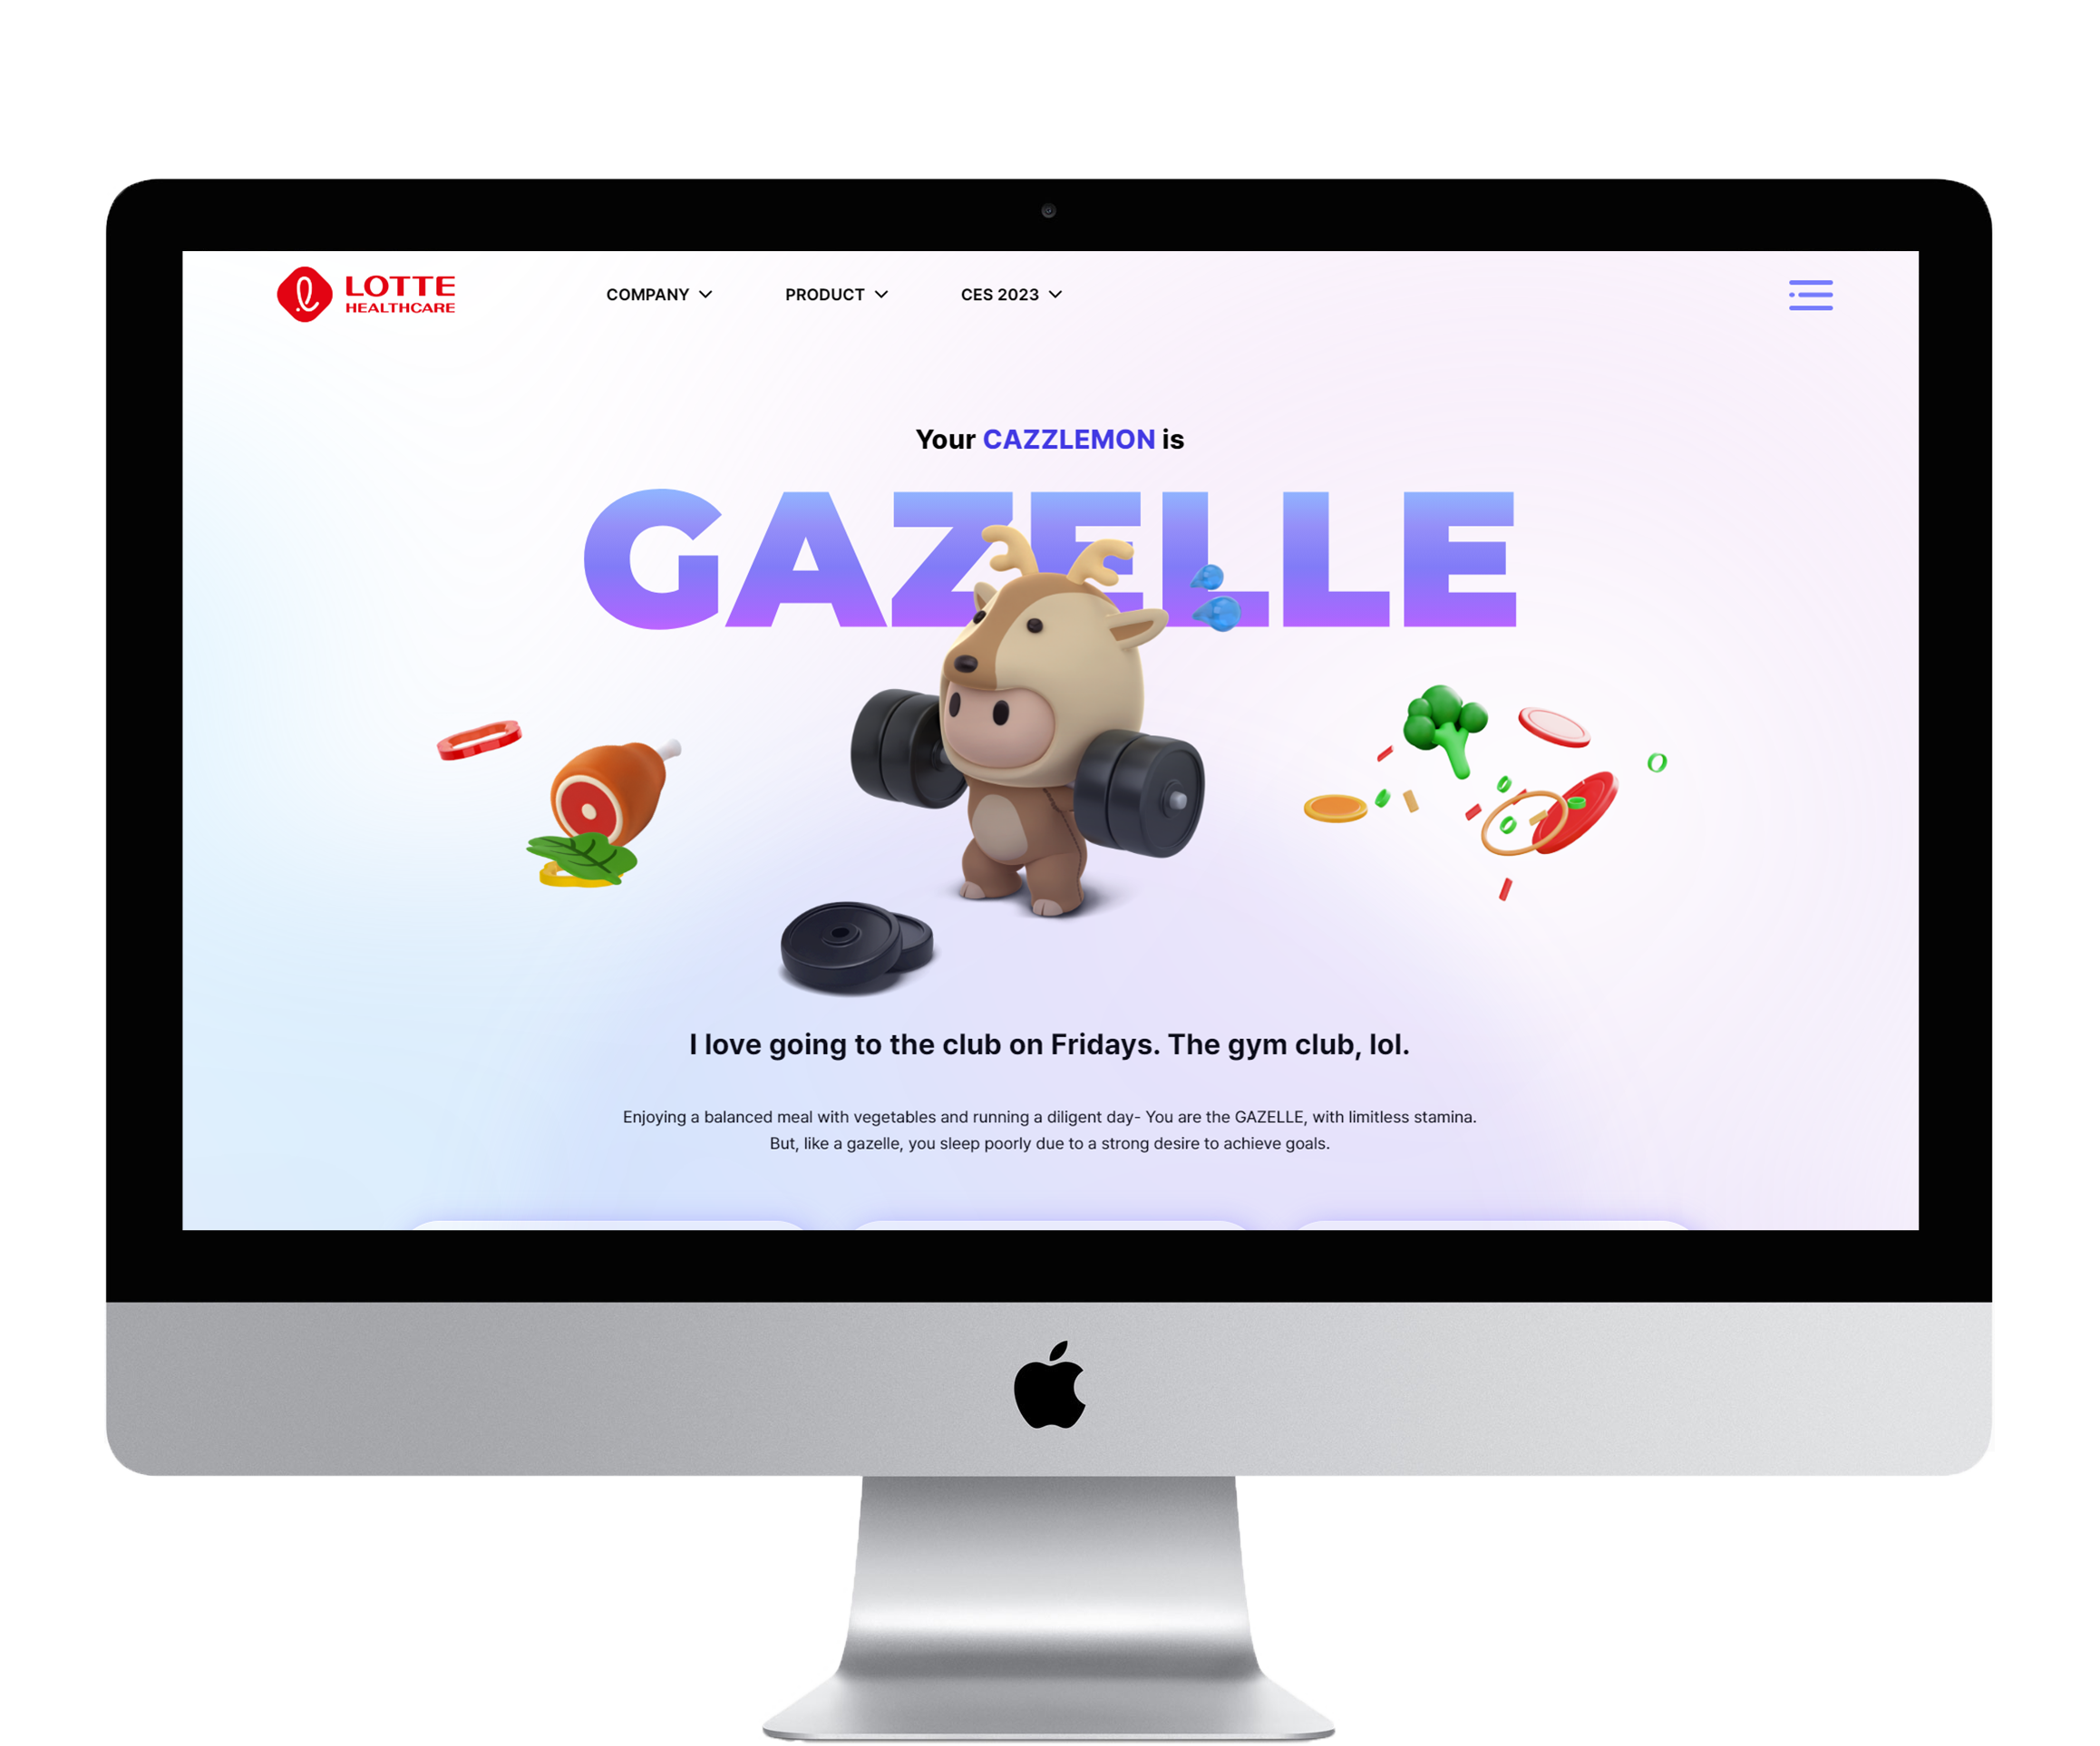 LOTTE
HEALTHCARE
COMPANY
PRODUCT
CES 2023
Your CAZZLEMON is
GAZELLE
I love going to the club on Fridays. The gym club, lol.
Enjoying a balanced meal with vegetables and running a diligent day- You are the GAZELLE, with limitless stamina.
But, like a gazelle, you sleep poorly due to a strong desire to achieve goals.